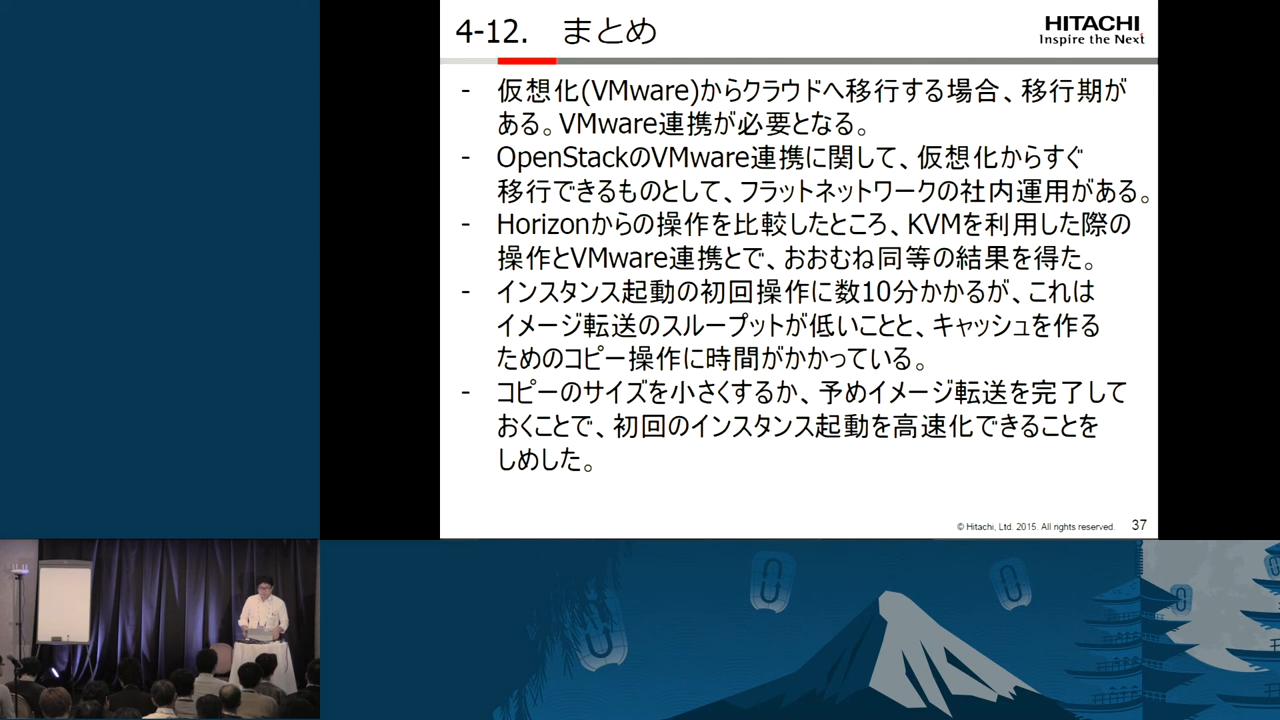 4-12. まとめ
HITACHI
Inspire the Next
- 仮想化(VMware)からクラウドへ移行する場合、移行期が
ある。VMware連携が必要となる。
- OpenStackのVMware連携に関して、仮想化からすぐ
移行できるものとして、フラットネットワークの社内運用がある。
- Horizonからの操作を比較したところ、KVMを利用した際の
操作とVMware連携とで、おおむね同等の結果を得た。
- インスタンス起動の初回操作に数10分かかるが、これは
イメージ転送のスループットが低いことと、キャッシュを作る
ためのコピー操作に時間がかかっている。
- コピーのサイズを小さくするか、予めイメージ転送を完了して
おくことで、初回のインスタンス起動を高速化できることを
しめした。
© Hitachi, Ltd. 2015. All rights reserved. 37